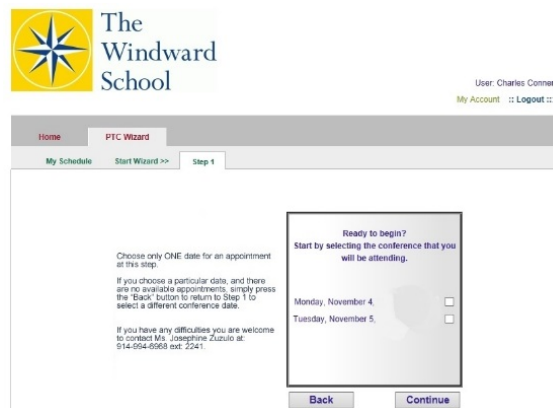 The
Windward
School
User: Charles Conner
My Account :: Logout ::
Home PTC Wizard
My Schedule Start Wizard >> Step 1
Choose only ONE date for an appointment
at this step.
If you choose a particular date, and there
are no available appointments, simply press
the "Back" button to return to Step 1 to
select a different conference date.
If you have any difficulties you are welcome
to contact Ms. Josephine Zuzulo at:
914-994-6968 ext: 2241.
Ready to begin?
Start by selecting the conference that you
will be attending.
Monday, November 4,
Tuesday, November 5,
Back Continue